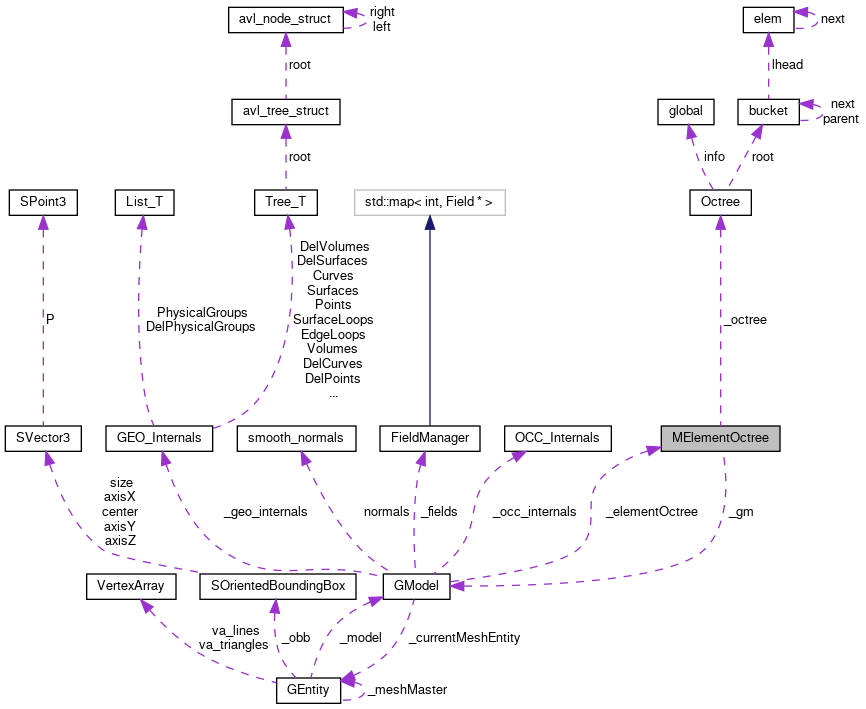 avl_node_struct
right
left
elem
next
root
lhead
avl_tree_struct
global
bucket
next
parent
root
info
root
SPoint3
List_T
Tree_T
std::map< int, Field * >
Octree
DelVolumes
DelSurfaces
Curves
Surfaces
Points
SurfaceLoops
EdgeLoops
Volumes
DelCurves
DelPoints
...
P
PhysicalGroups
DelPhysicalGroups
_octree
SVector3
GEO_Internals
smooth_normals
FieldManager
OCC_Internals
MElementOctree
size
axisX
center
axisY
axisZ
_geo_internals
normals
_fields
_occ_internals
_elementOctree
_gm
VertexArray
SOrientedBoundingBox
GModel
va_lines
va_triangles
_obb
_model
_currentMeshEntity
GEntity
_meshMaster